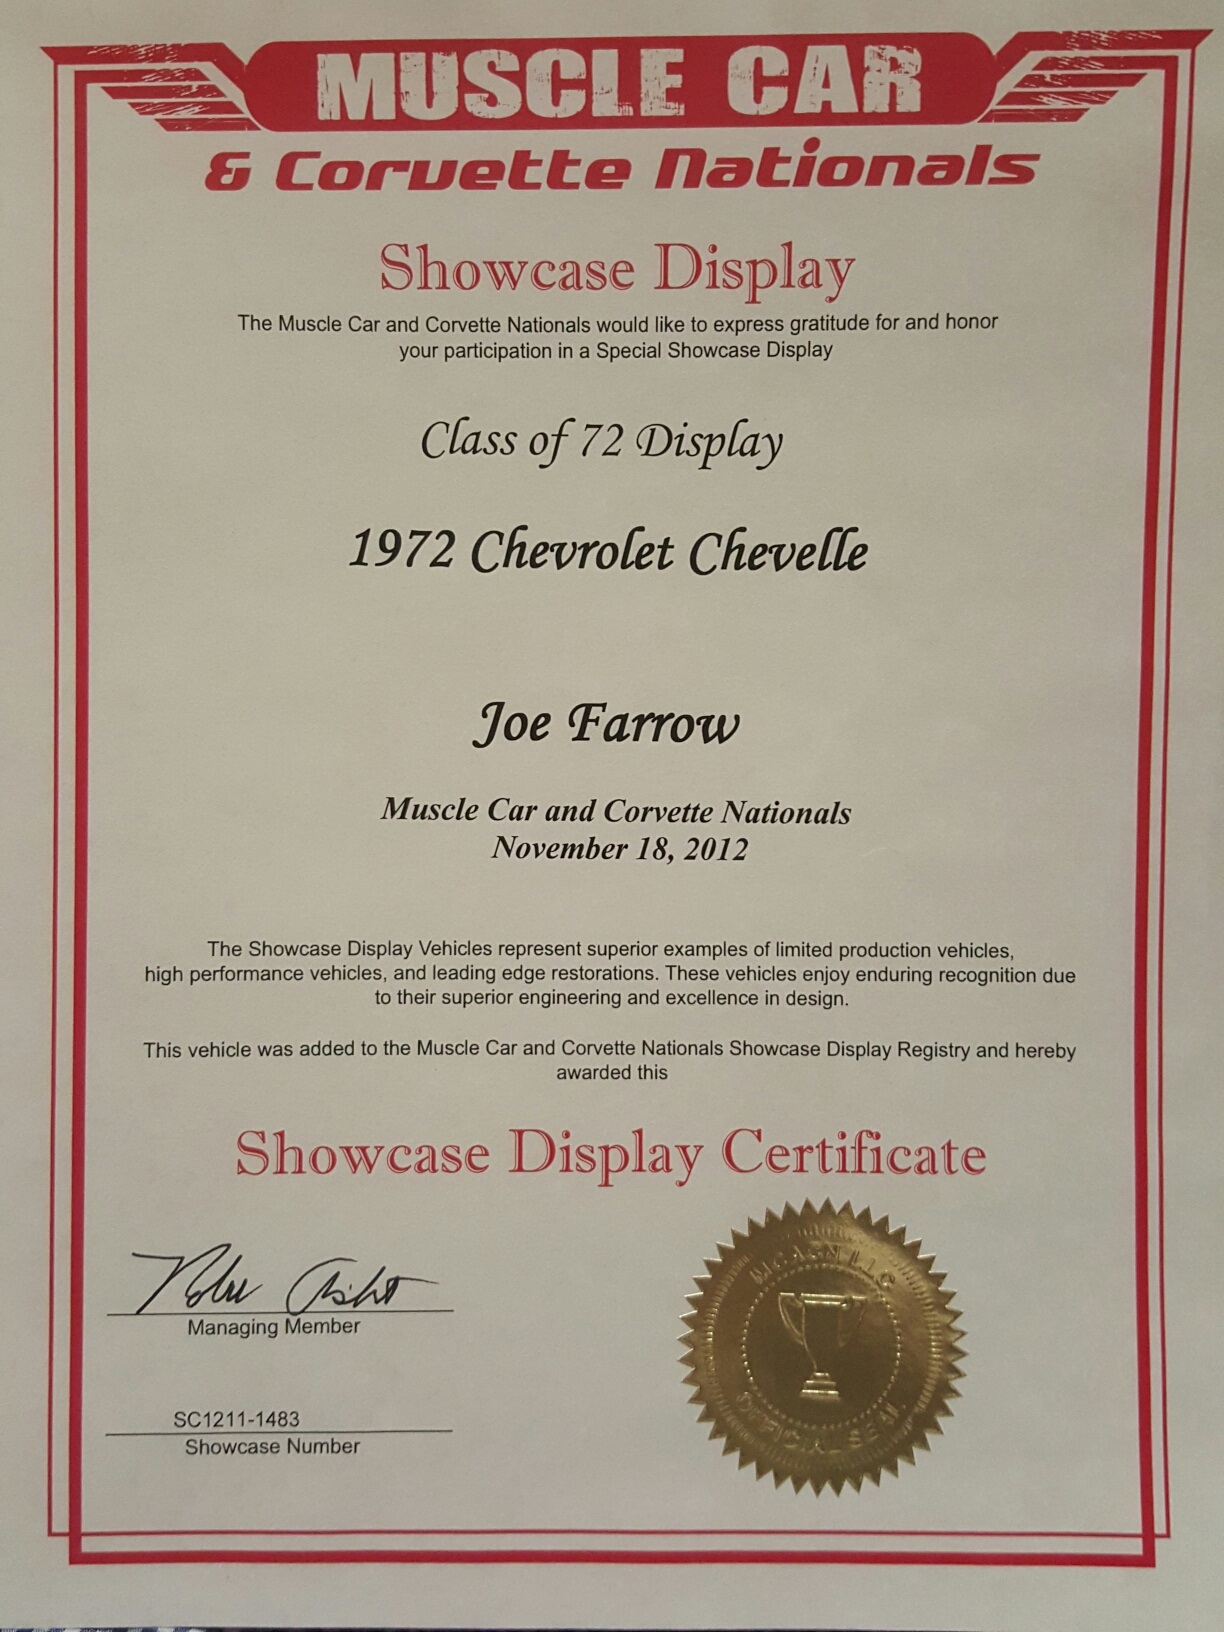 MUSCLE CAR
& Corvette Nationals
Showcase Display
The Muscle Car and Corvette Nationals would like to express gratitude for and honor
your participation in a Special Showcase Display
Class of 72 Display
1972 Chevrolet Chevelle
Joe Farrow
Muscle Car and Corvette Nationals
November 18, 2012
The Showcase Display Vehicles represent superior examples of limited production vehicles,
high performance vehicles, and leading edge restorations. These vehicles enjoy enduring recognition due
to their superior engineering and excellence in design.
This vehicle was added to the Muscle Car and Corvette Nationals Showcase Display Registry and hereby
awarded this
Showcase Display Certificate
Managing Member
SC1211-1483
Showcase Number
MCACN LLC
OFFICIAL SEAL